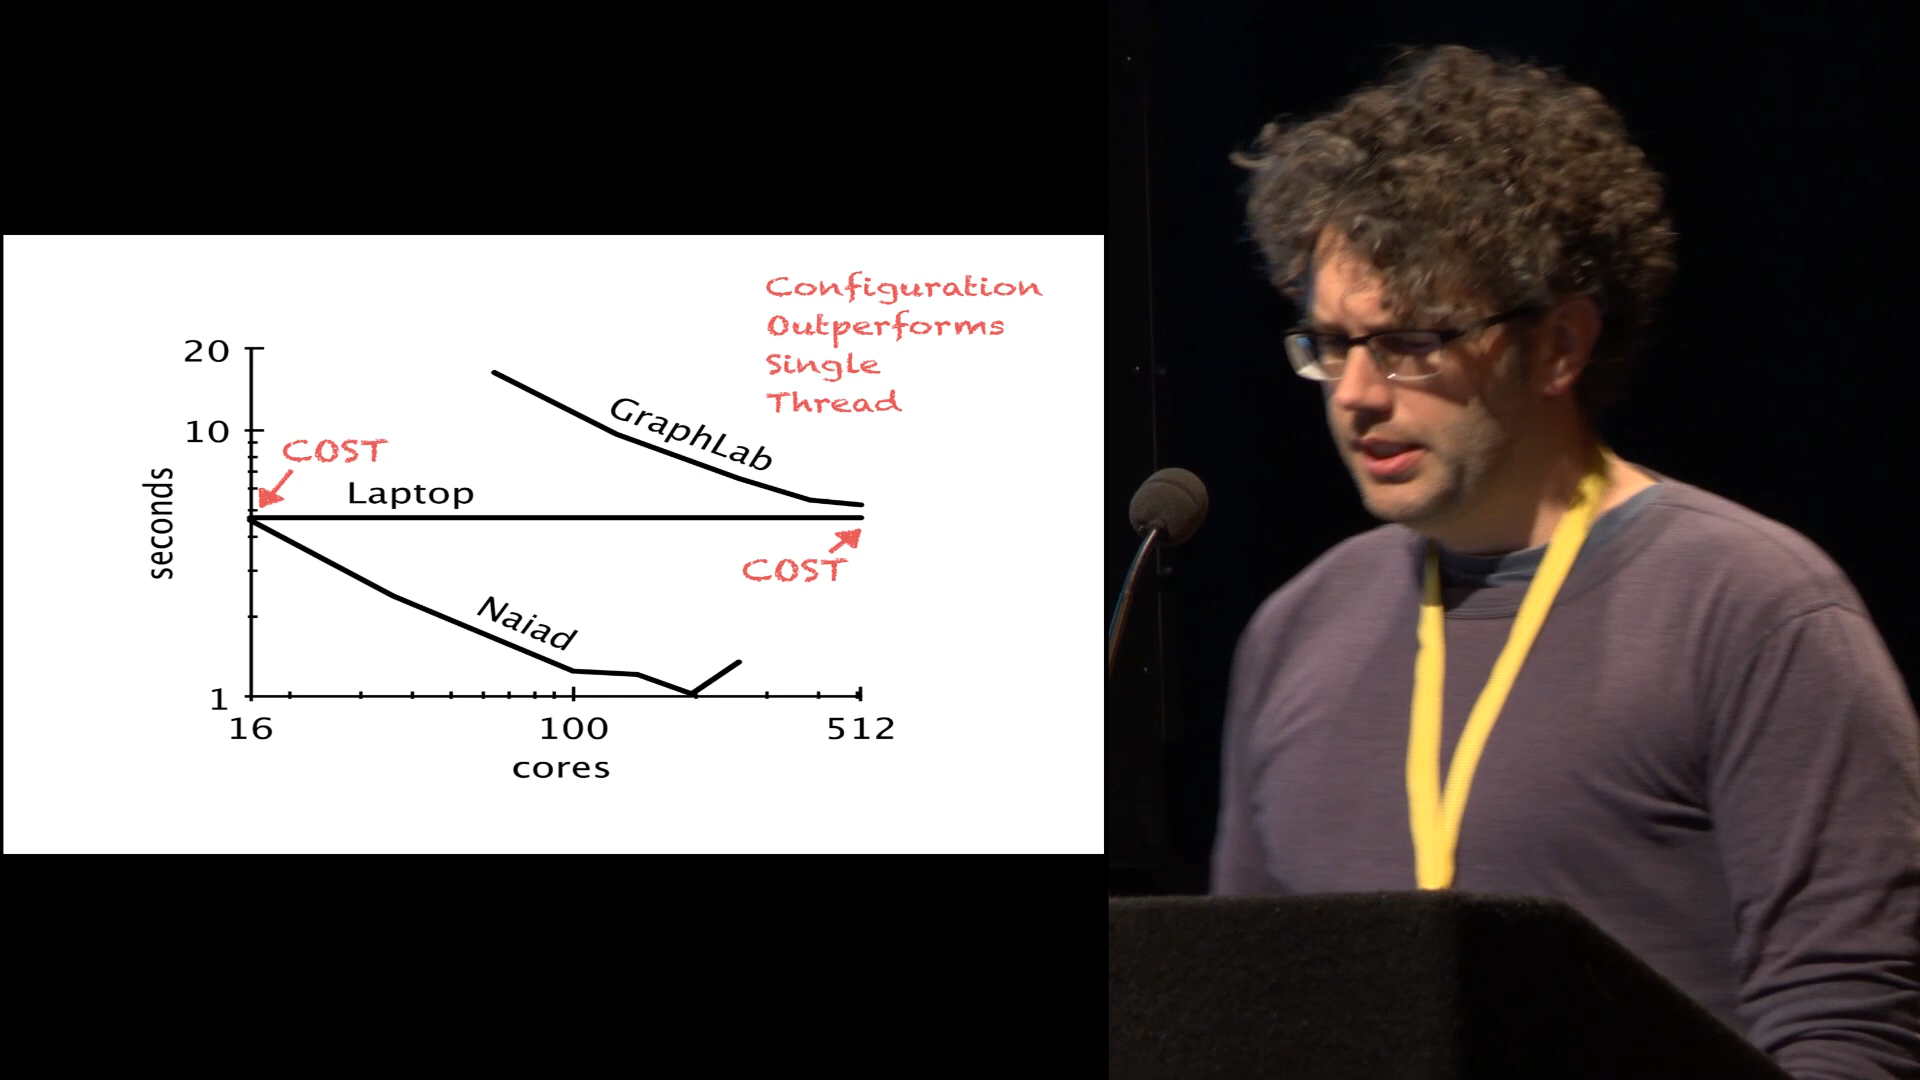 Configuration
Outperforms
Single
Thread
20
10
1
seconds
COST
Laptop
GraphLab
COST
Naiad
16
100
512
cores